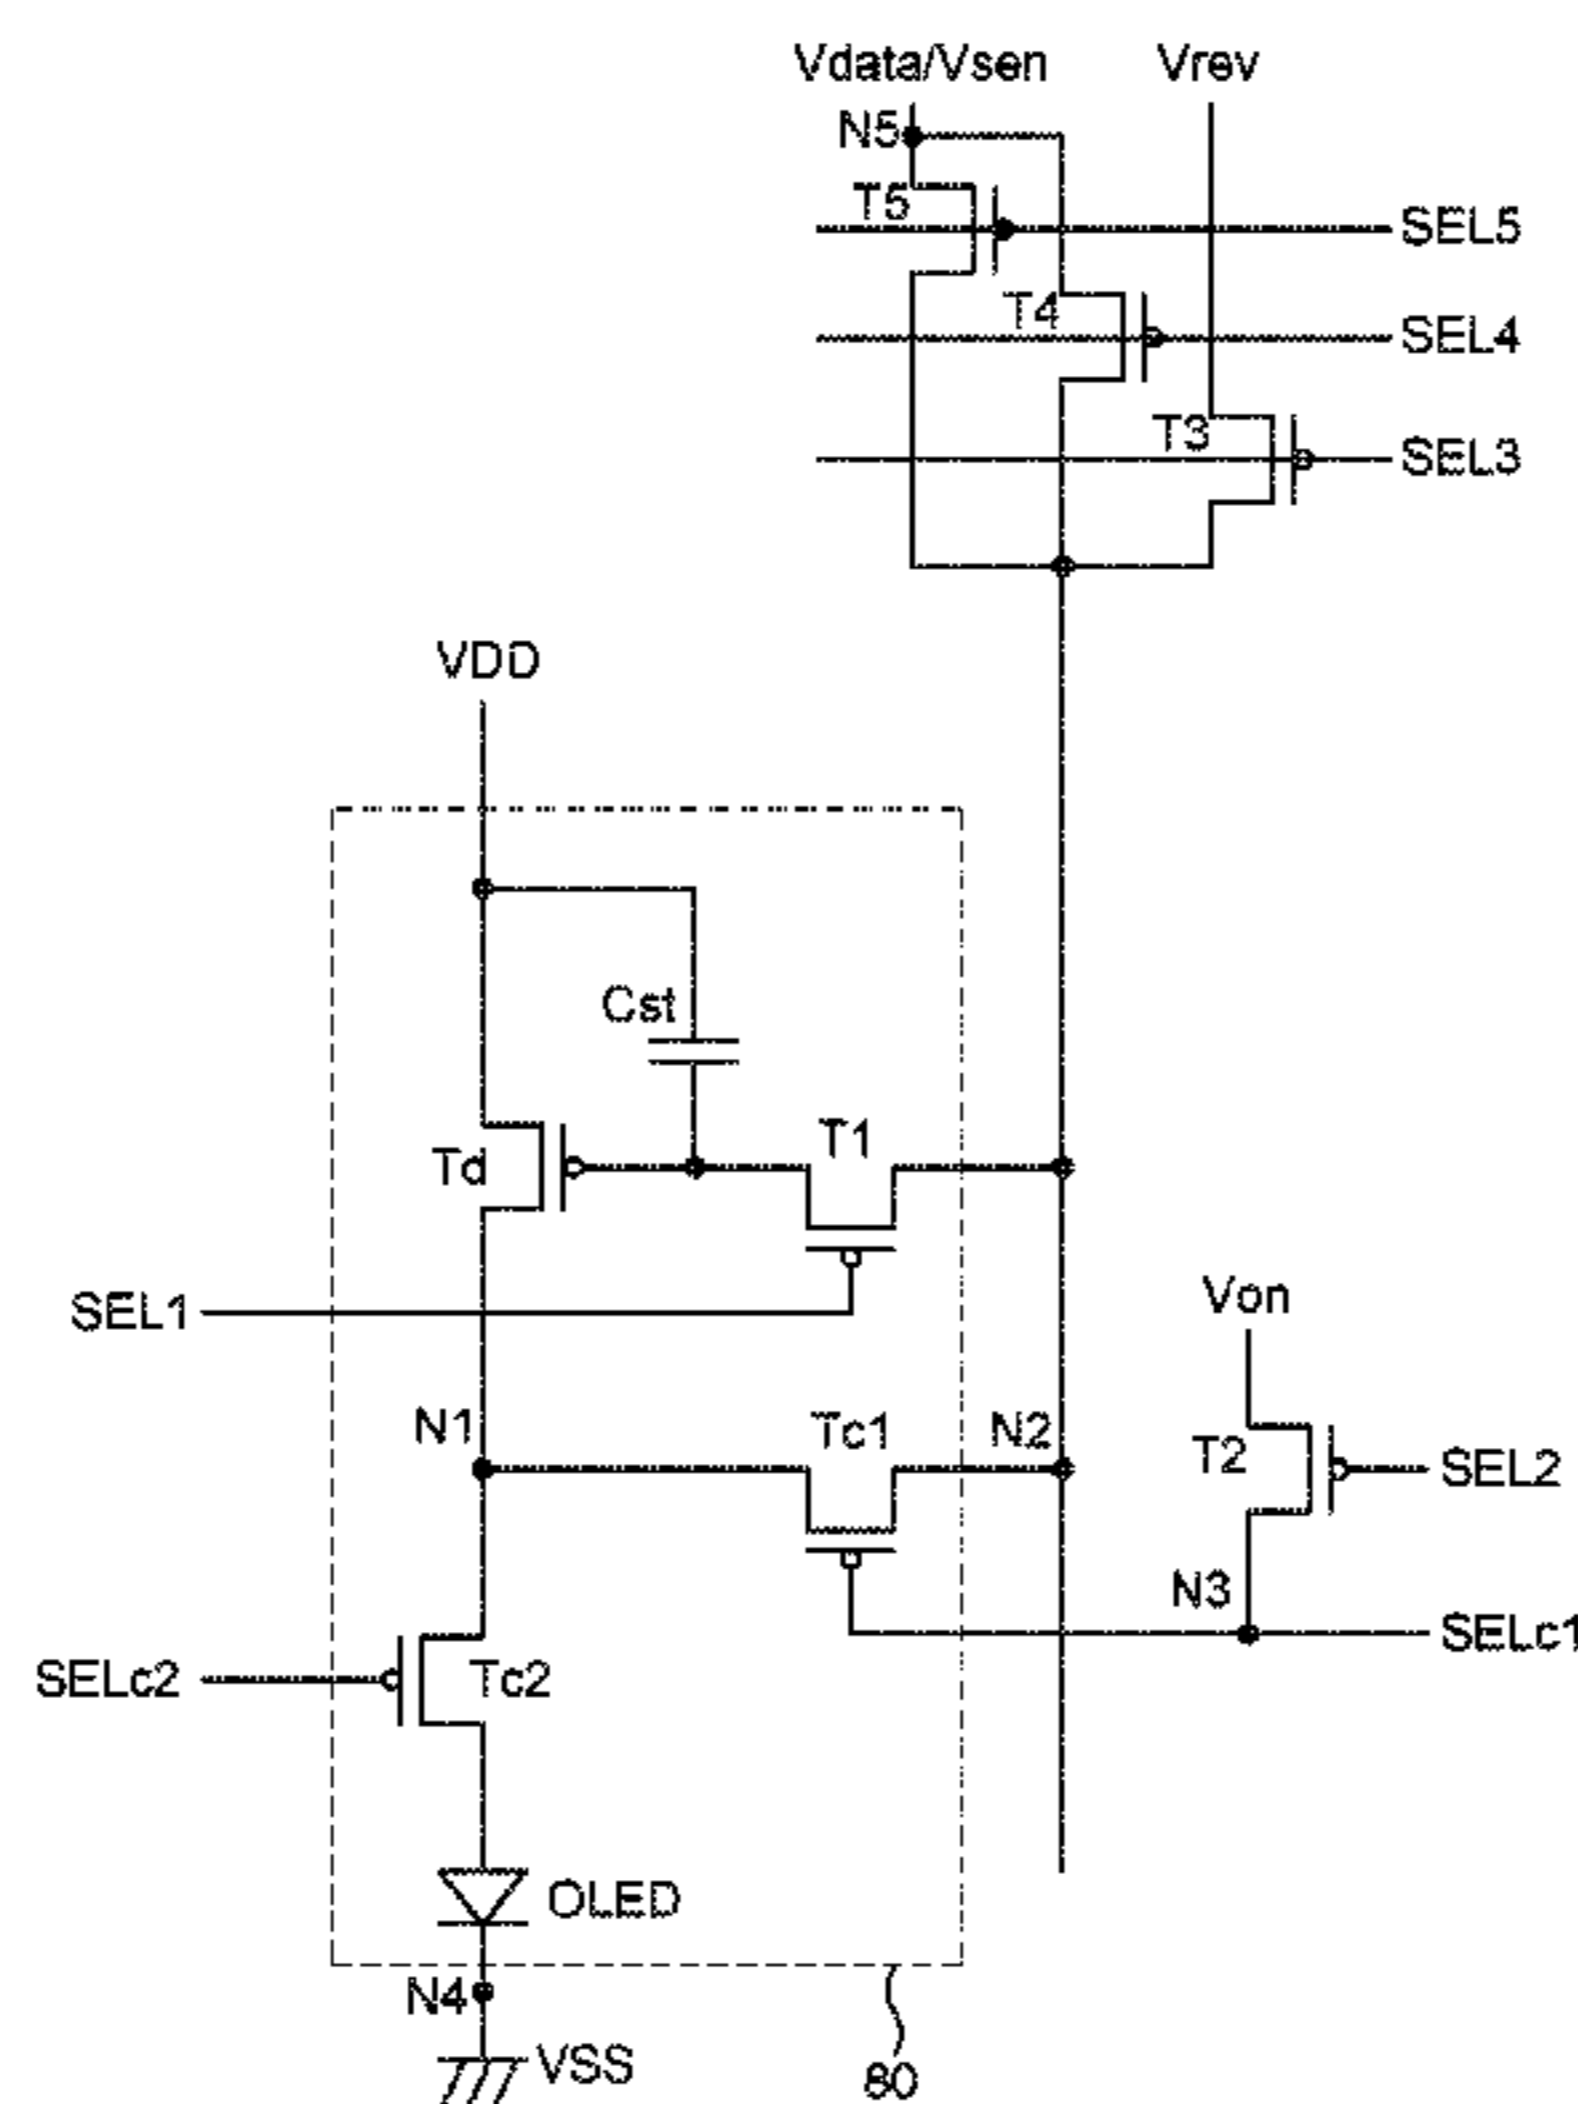 Vdata/Vsen Vrev
N5
T5
SEL5
T4
SEL4
T3
SEL3
VDD
Cst
T1
Td
SEL1
Von
N1
Tc1
N2
T2
SEL2
N3
SELc1
SELc2
Tc2
OLED
N4
VSS
80